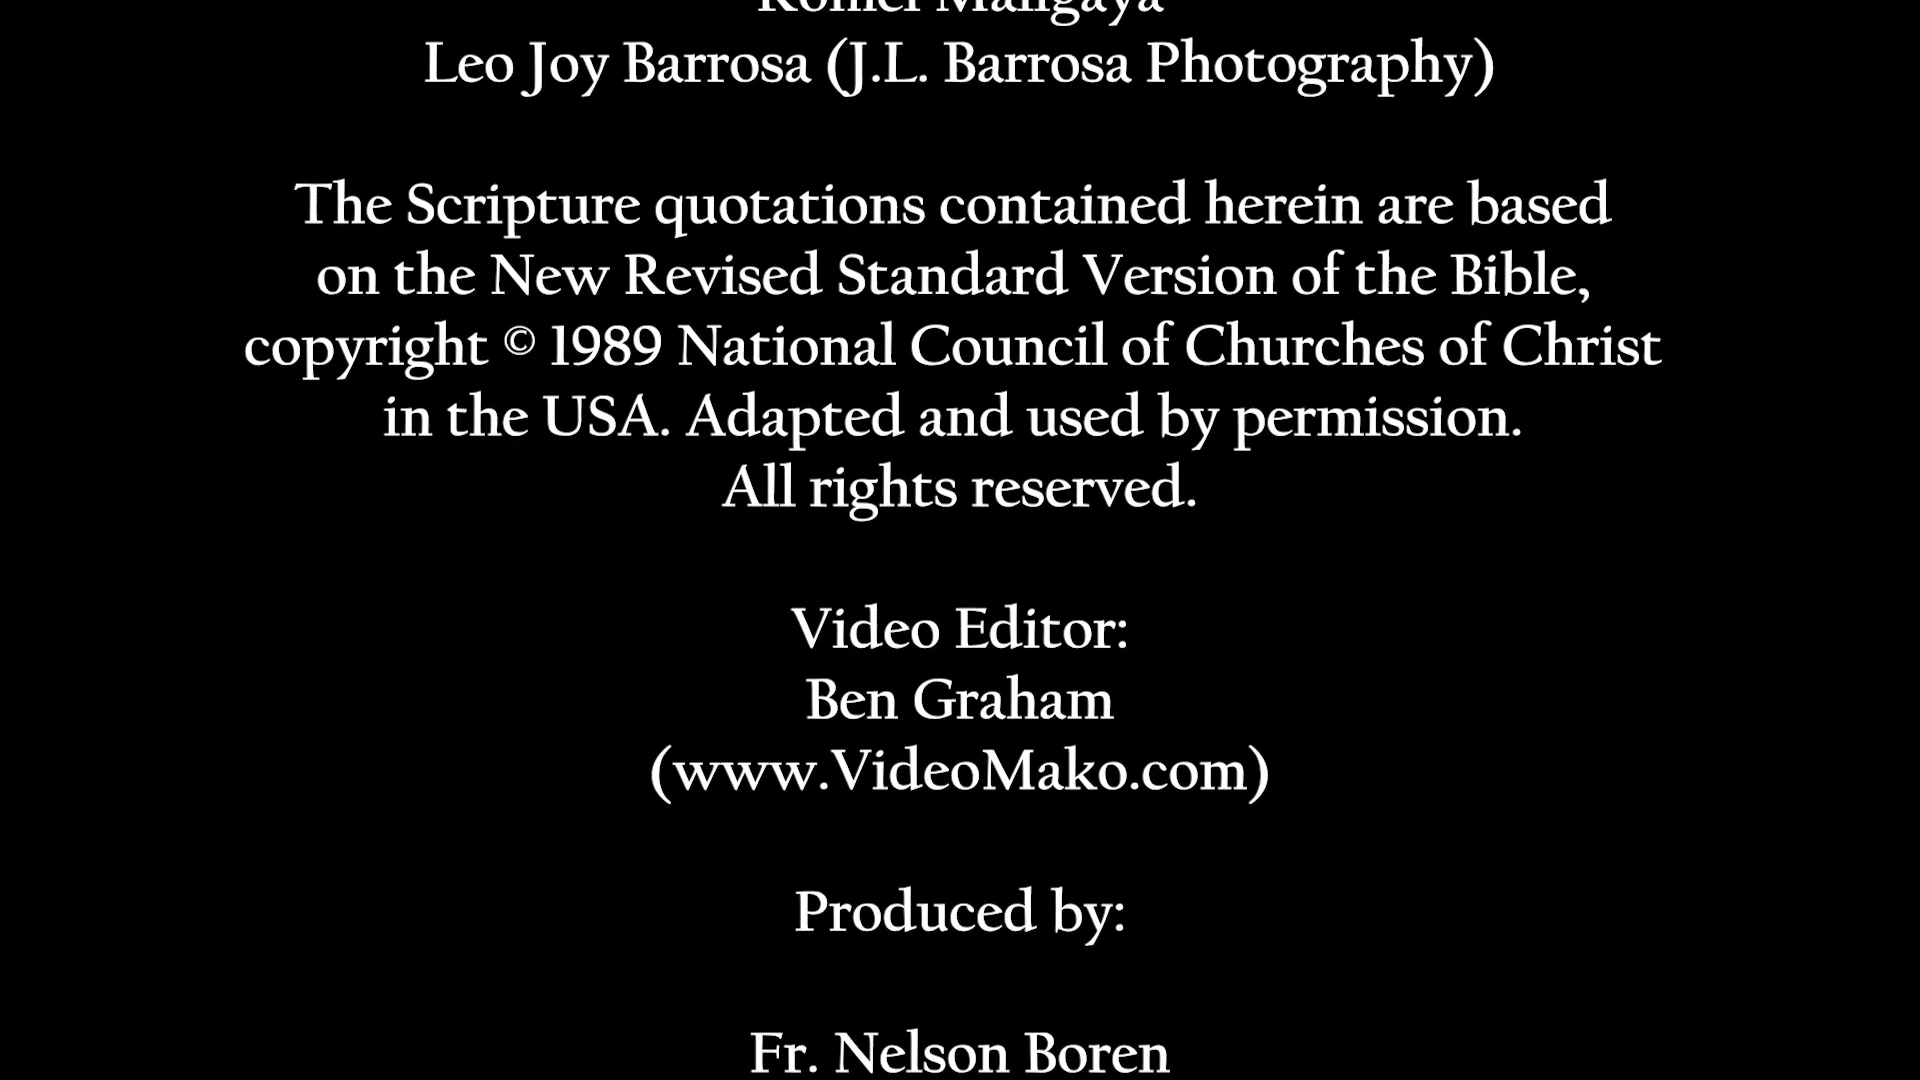 Leo Joy Barrosa (J.L. Barrosa Photography)
The Scripture quotations contained herein are based
on the New Revised Standard Version of the Bible,
copyright © 1989 National Council of Churches of Christ
in the USA. Adapted and used by permission.
All rights reserved.
Video Editor:
Ben Graham
(www.VideoMako.com)
Produced by:
Fr. Nelson Boren